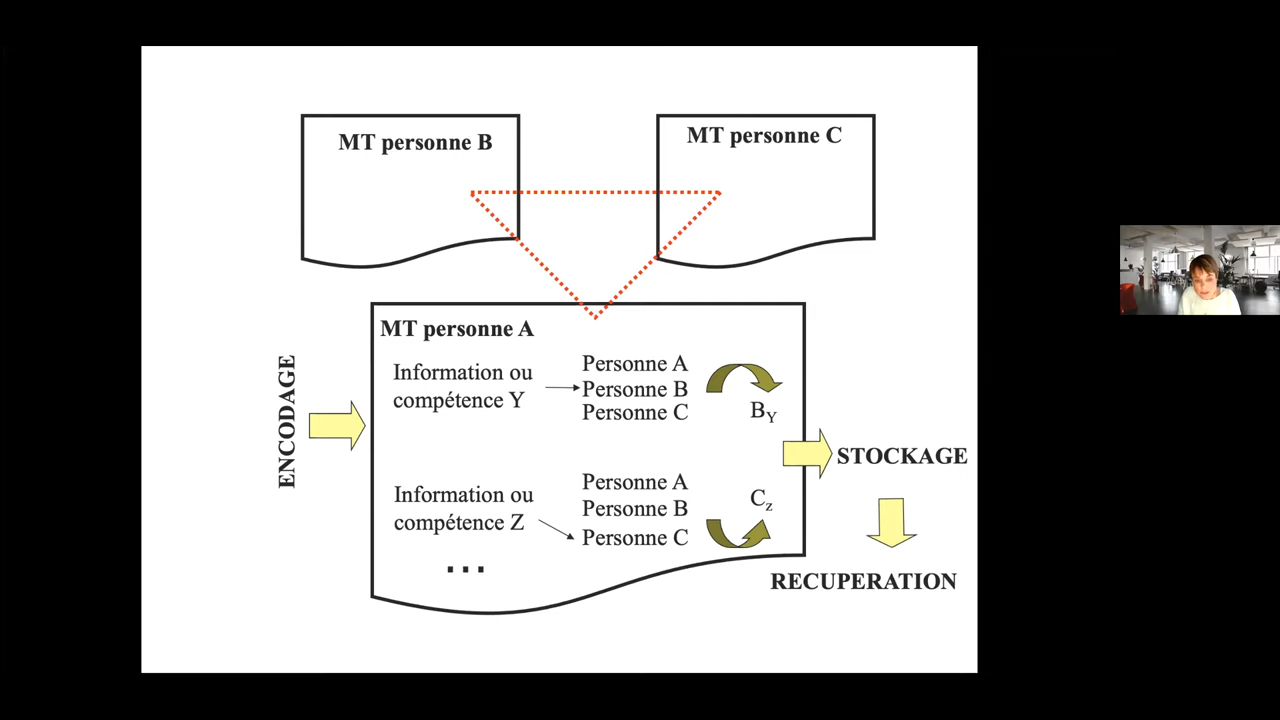 MT personne B
MT personne C
MT personne A
ENCODAGE
Information ou
compétence Y
Personne A
Personne B
Personne C
BY
Information ou
compétence Z
Personne A
Personne B
Personne C
Cz
...
STOCKAGE
RECUPERATION